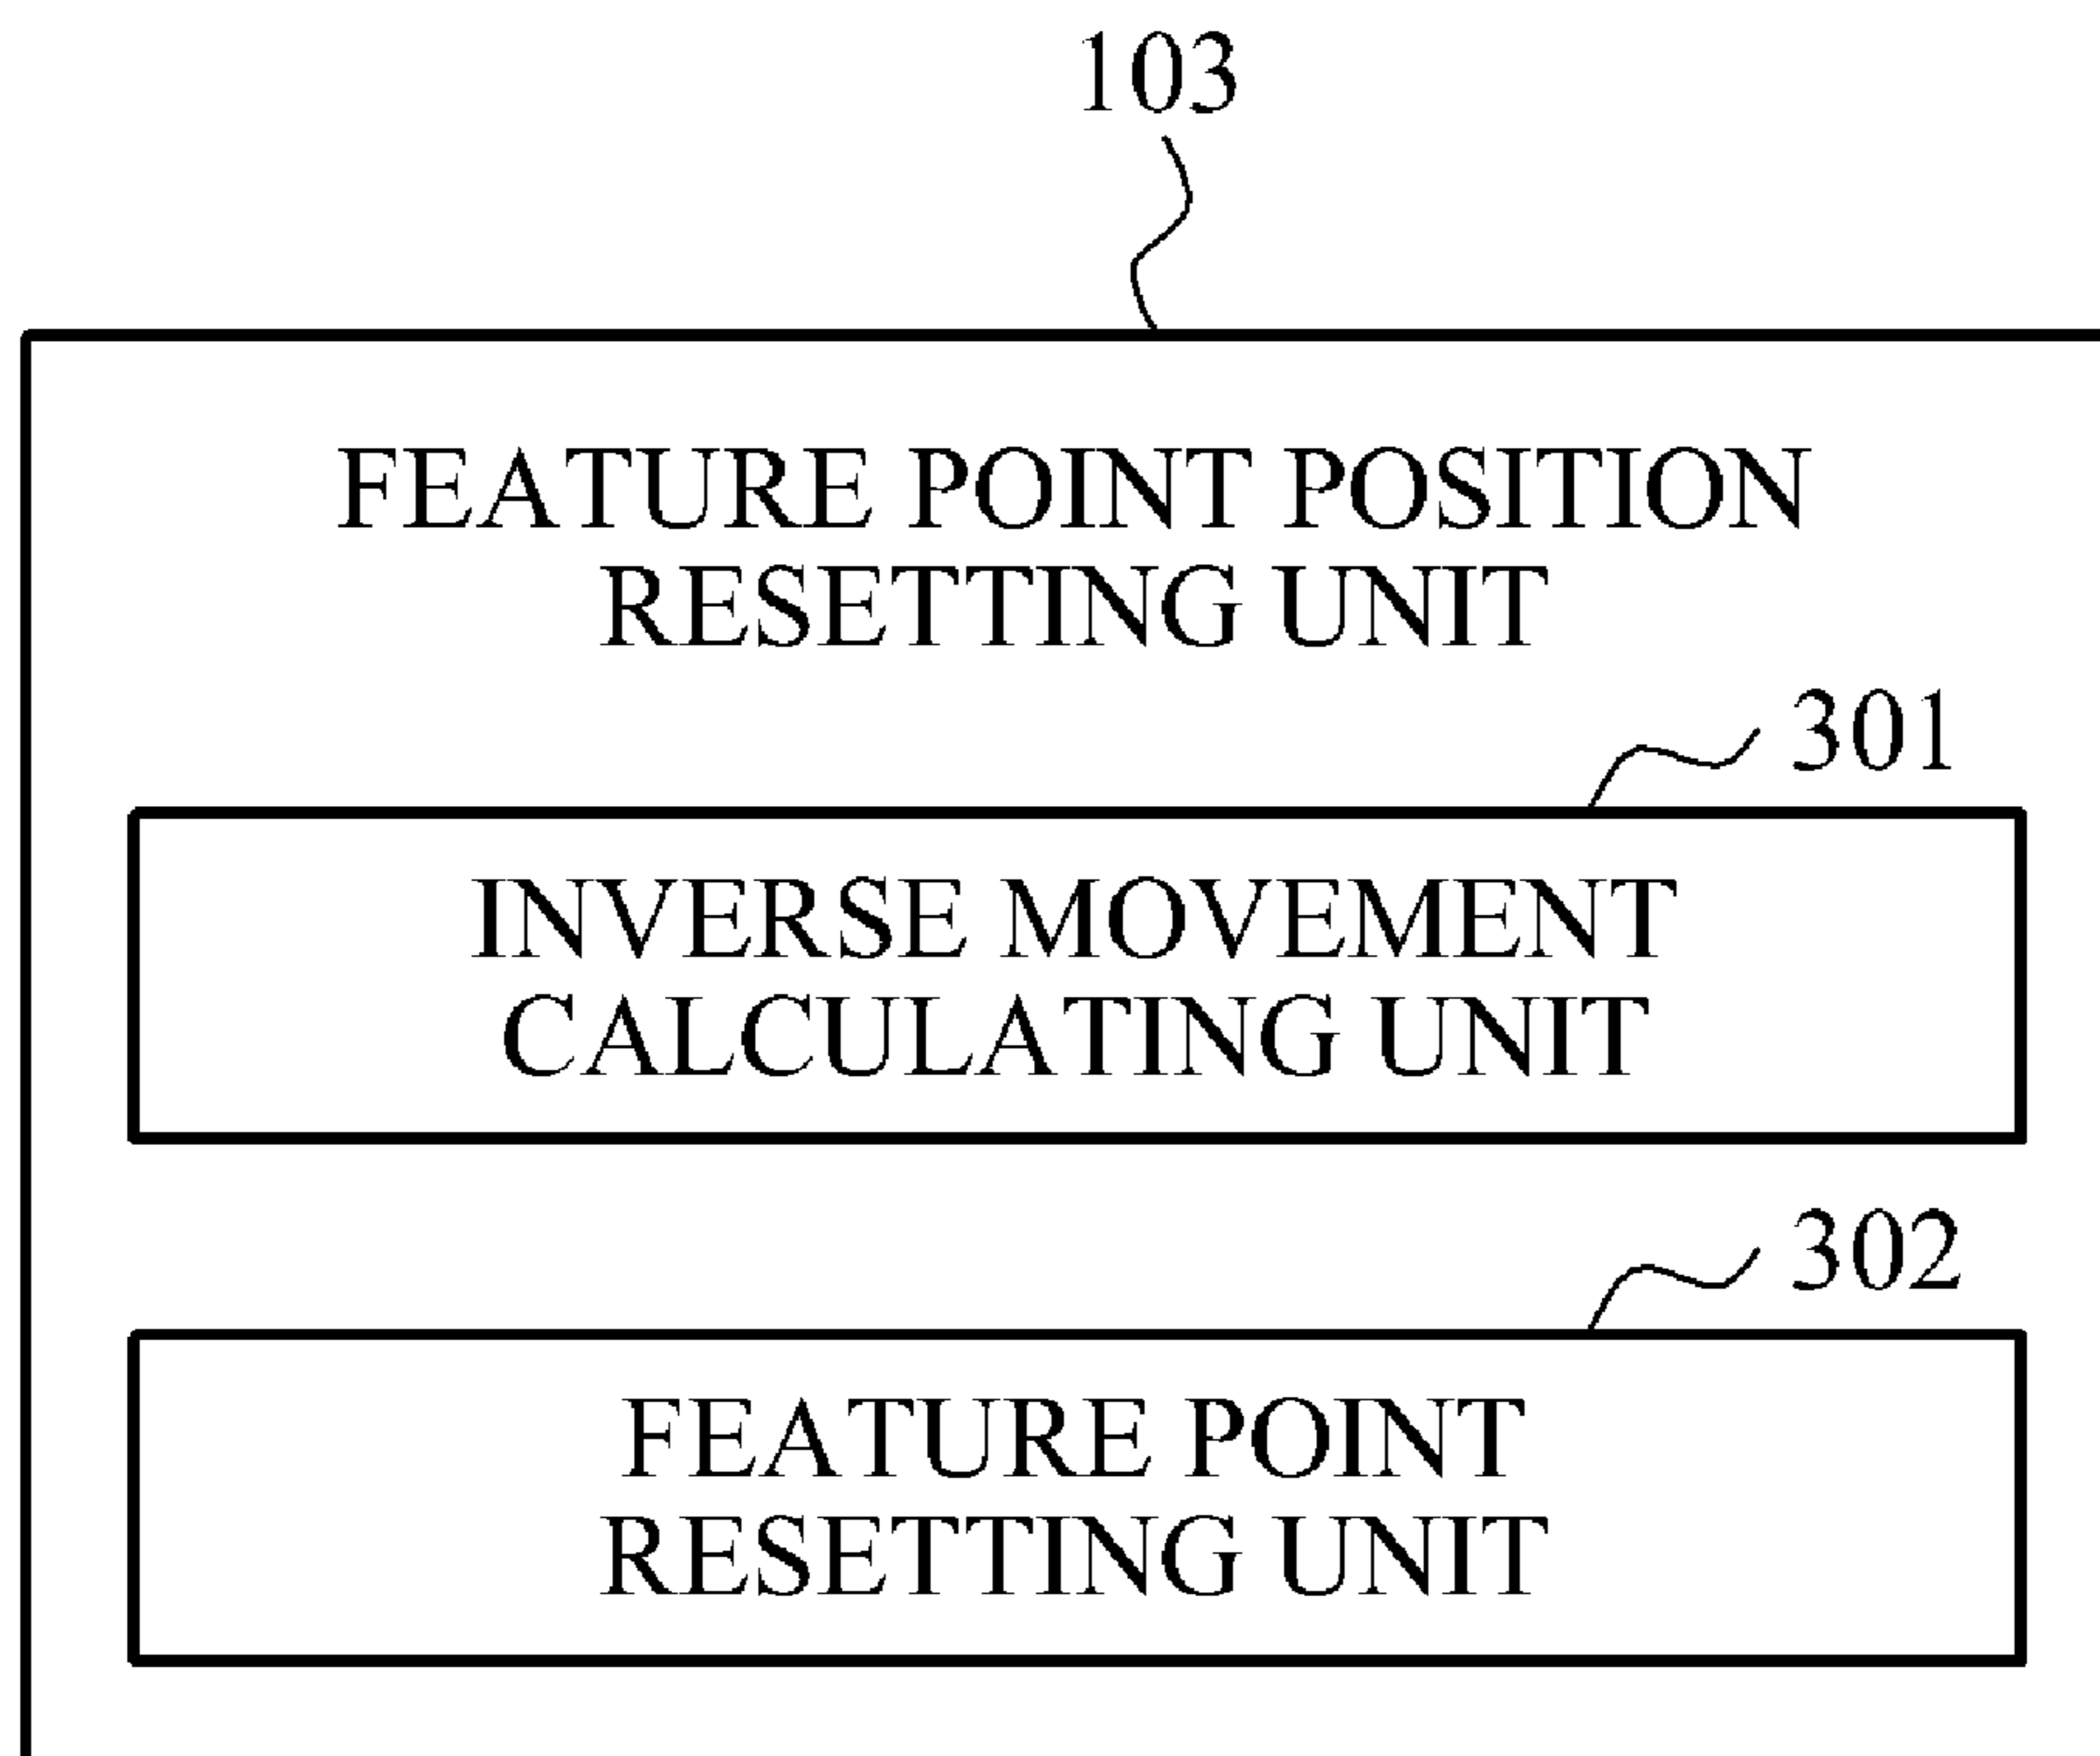 103
FEATURE POINT POSITION
RESETTING UNIT
301
INVERSE MOVEMENT
CALCULATING UNIT
302
FEATURE POINT
RESETTING UNIT